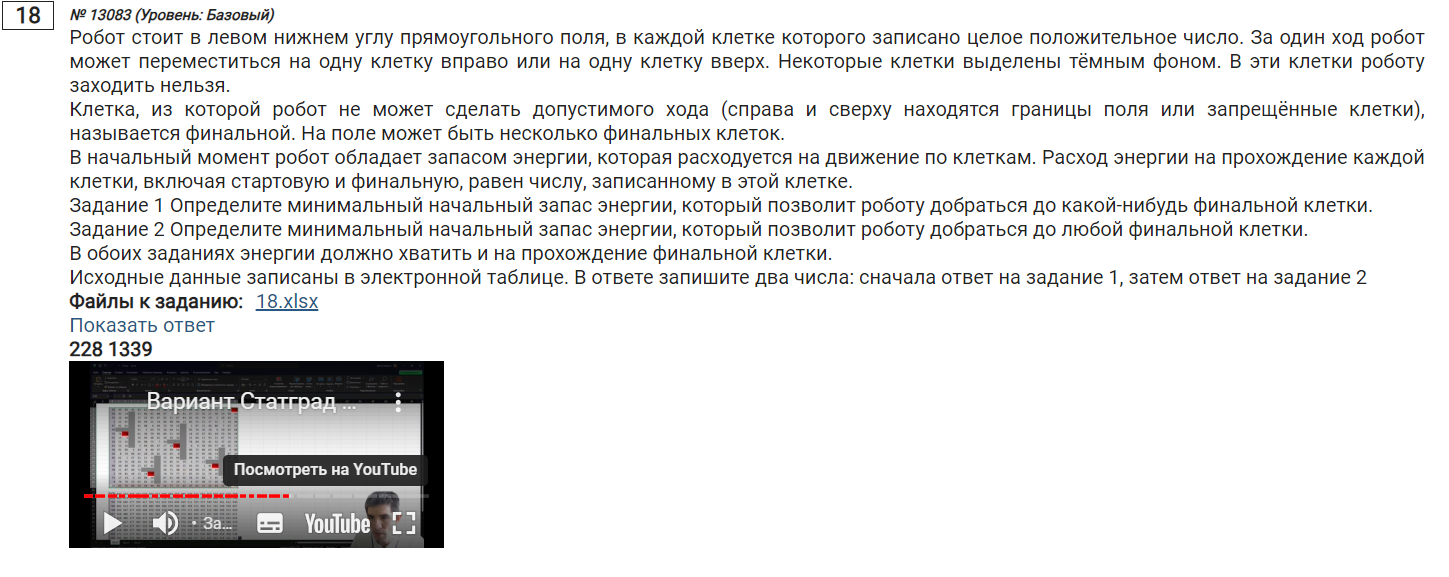 18
№ 13083 (Уровень: Базовый)
Робот стоит в левом нижнем углу прямоугольного поля, в каждой клетке которого записано целое положительное число. За один ход робот
может переместиться на одну клетку вправо или на одну клетку вверх. Некоторые клетки выделены тёмным фоном. В эти клетки роботу
заходить нельзя.
Клетка, из которой робот не может сделать допустимого хода (справа и сверху находятся границы поля или запрещённые клетки),
называется финальной. На поле может быть несколько финальных клеток.
В начальный момент робот обладает запасом энергии, которая расходуется на движение по клеткам. Расход энергии на прохождение каждой
клетки, включая стартовую и финальную, равен числу, записанному в этой клетке.
Задание 1 Определите минимальный начальный запас энергии, который позволит роботу добраться до какой-нибудь финальной клетки.
Задание 2 Определите минимальный начальный запас энергии, который позволит роботу добраться до любой финальной клетки.
В обоих заданиях энергии должно хватить и на прохождение финальной клетки.
Исходные данные записаны в электронной таблице. В ответе запишите два числа: сначала ответ на задание 1, затем ответ на задание 2
Файлы к заданию: 18.xlsx
Показать ответ
228 1339
Вариант Статград ...
Посмотреть на YouTube
• За...
YouTube